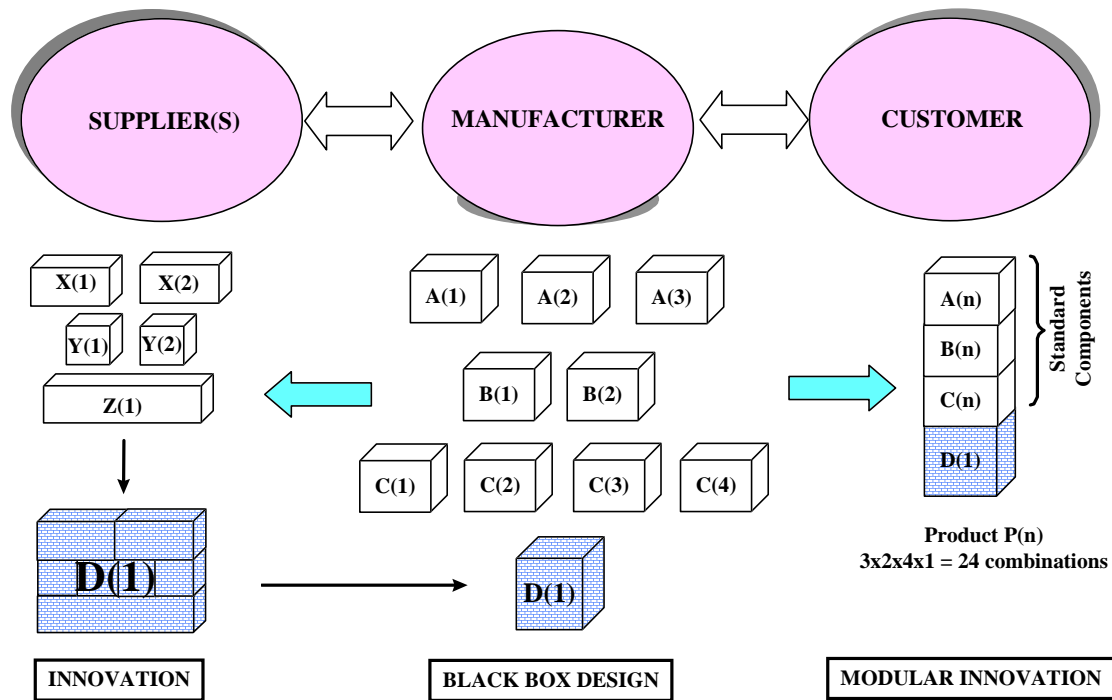 SUPPLIER(S)
MANUFACTURER
CUSTOMER
X(1)
X(2)
Y(1)
Y(2)
Z(1)
D(1)
INNOVATION
A(1)
A(2)
A(3)
B(1)
B(2)
C(1)
C(2)
C(3)
C(4)
D(1)
BLACK BOX DESIGN
A(n)
B(n)
C(n)
D(1)
Standard
Components
Product P(n)
3x2x4x1 = 24 combinations
MODULAR INNOVATION